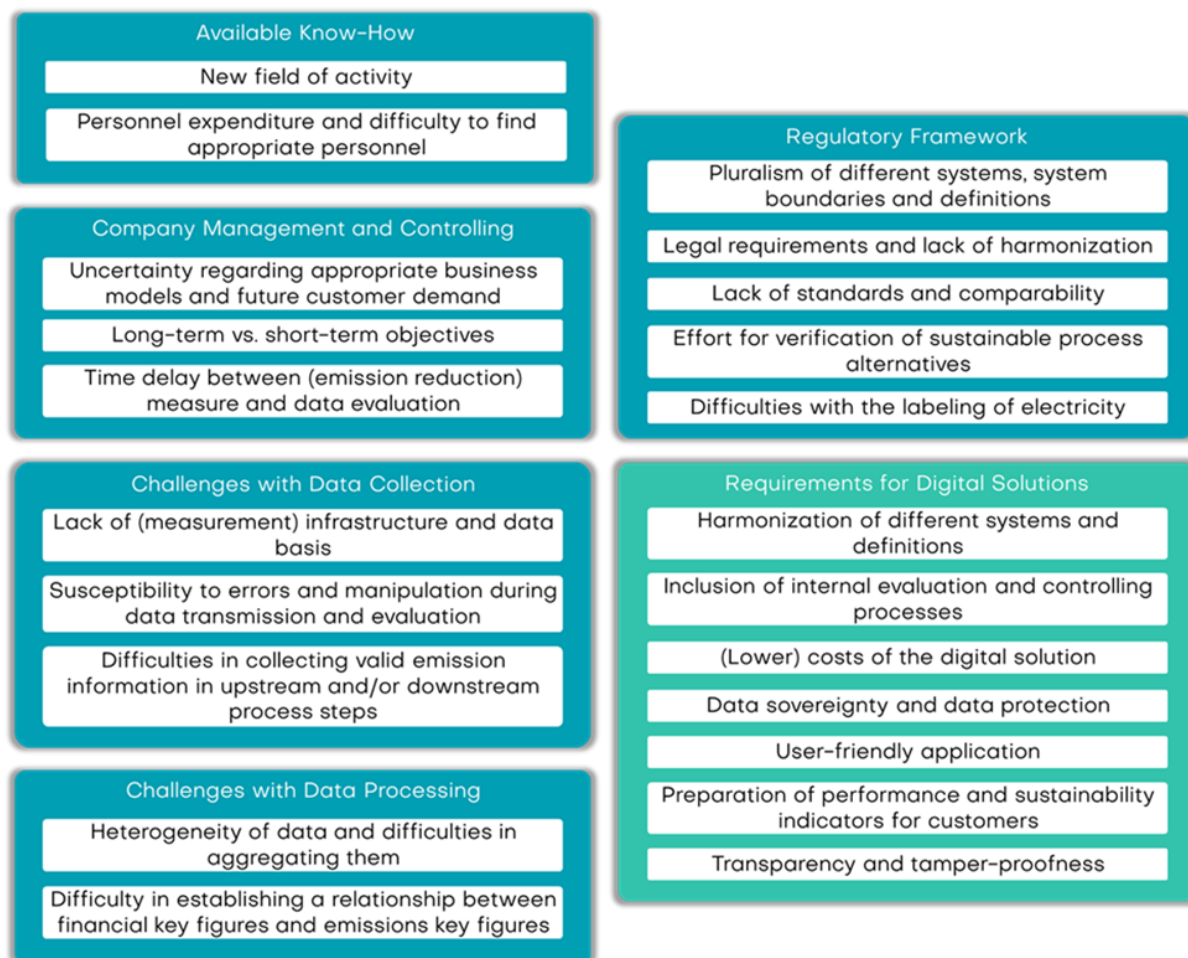 Available Know-How
New field of activity
Personnel expenditure and difficulty to find
appropriate personnel
Company Management and Controlling
Uncertainty regarding appropriate business
models and future customer demand
Long-term vs. short-term objectives
Time delay between (emission reduction)
measure and data evaluation
Challenges with Data Collection
Lack of (measurement) infrastructure and data
basis
Susceptibility to errors and manipulation during
data transmission and evaluation
Difficulties in collecting valid emission
information in upstream and/or downstream
process steps
Challenges with Data Processing
Heterogeneity of data and difficulties in
aggregating them
Difficulty in establishing a relationship between
financial key figures and emissions key figures
Regulatory Framework
Pluralism of different systems, system
boundaries and definitions
Legal requirements and lack of harmonization
Lack of standards and comparability
Effort for verification of sustainable process
alternatives
Difficulties with the labeling of electricity
Requirements for Digital Solutions
Harmonization of different systems and
definitions
Inclusion of internal evaluation and controlling
processes
(Lower) costs of the digital solution
Data sovereignty and data protection
User-friendly application
Preparation of performance and sustainability
indicators for customers
Transparency and tamper-proofness